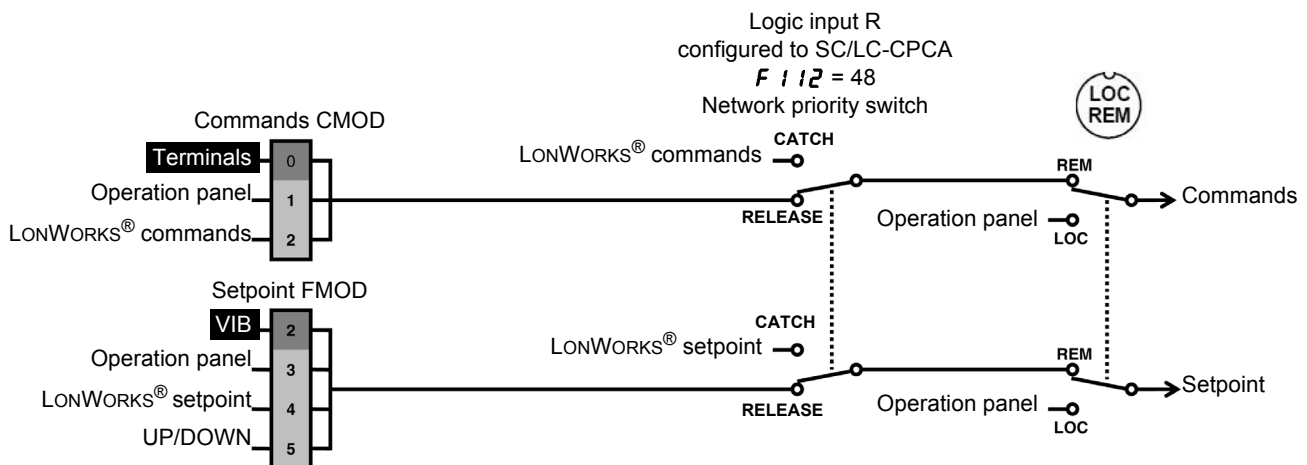 Logic input R
configured to SC/LC-CPCA
F112 = 48
Network priority switch
LOC
REM
Commands CMOD
Terminals
0
Operation panel
1
LONWORKS® commands
2
LONWORKS® commands
CATCH
RELEASE
REM
Operation panel
LOC
Commands
Setpoint FMOD
VIB
2
Operation panel
3
LONWORKS® setpoint
4
UP/DOWN
5
CATCH
LONWORKS® setpoint
RELEASE
REM
Operation panel
LOC
Setpoint